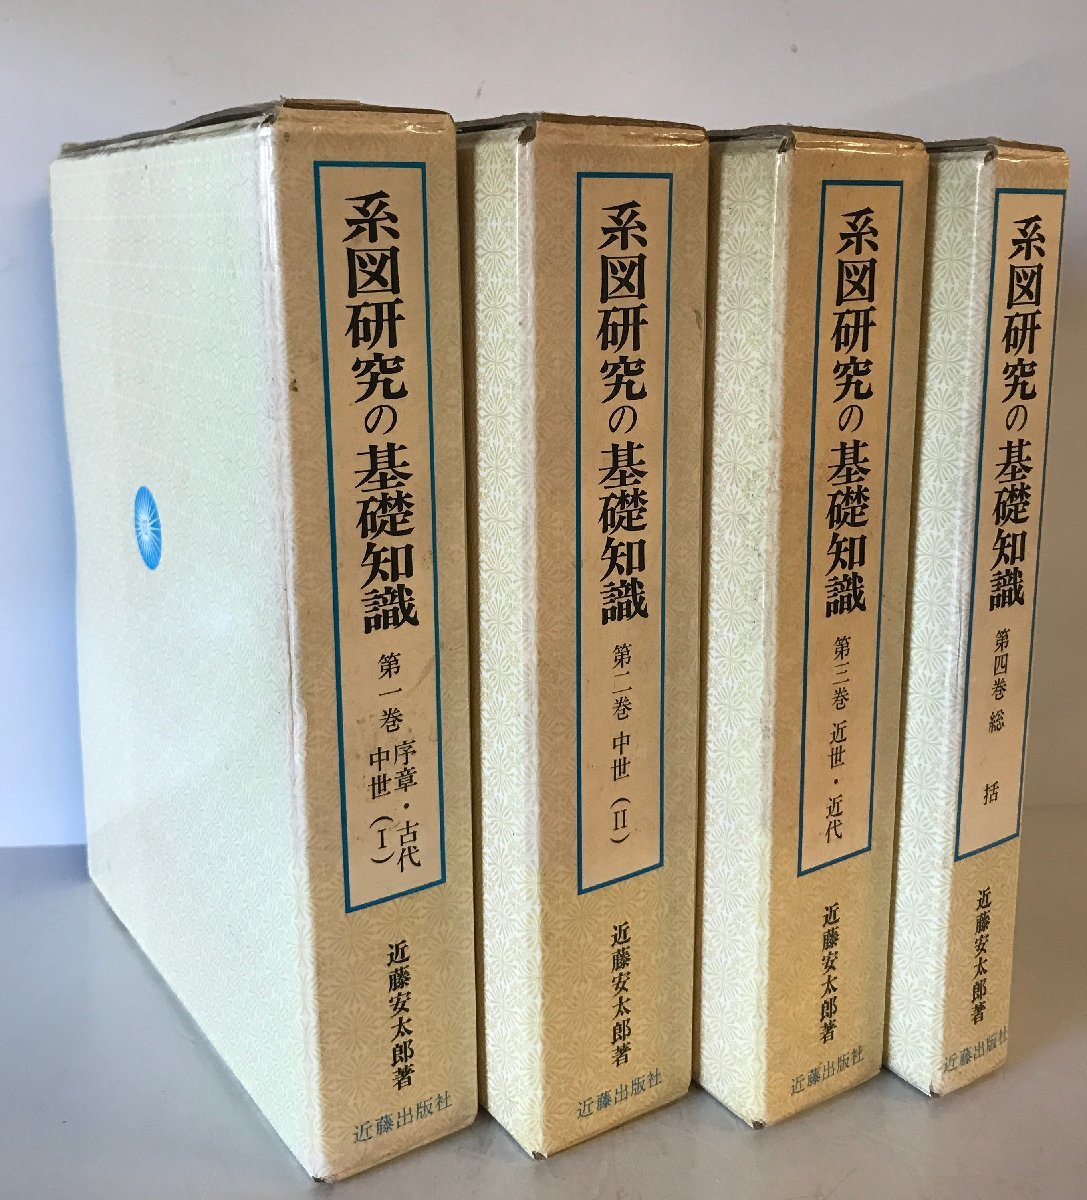 系図研究の基礎知識
第一巻 序章・古代
中世(Ⅰ)
近藤安太郎著
近藤出版社
系図研究の基礎知識
第二巻 中世(Ⅱ)
近藤安太郎著
近藤出版社
系図研究の基礎知識
第三巻 近世・近代
近藤安太郎著
近藤出版社
系図研究の基礎知識
第四巻 総 括
近藤安太郎著
近藤出版社